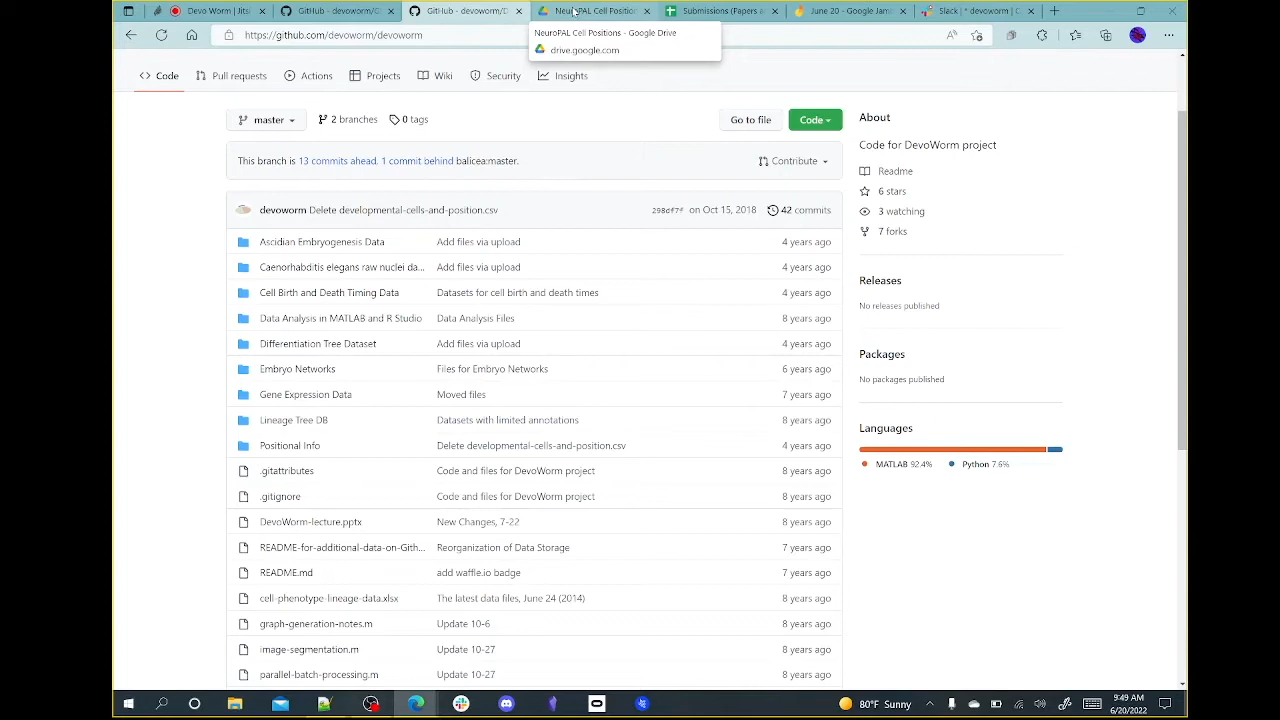 Devo Worm | Jits
GitHub - devoworm/
GitHub - devoworm/D
NeuroPAL Cell Position
Submissions (Papers a
June 20 - Google Jam
Slack | * devoworm | C
https://github.com/devoworm/devoworm
NeuroPAL Cell Positions - Google Drive
drive.google.com
Code
Pull requests
Actions
Projects
Wiki
Security
Insights
master
2 branches
0 tags
Go to file
Code
About
Code for DevoWorm project
This branch is 13 commits ahead, 1 commit behind balicea:master.
Contribute
Readme
6 stars
3 watching
7 forks
devoworm Delete developmental-cells-and-position.csv
298df7f on Oct 15, 2018
42 commits
Ascidian Embryogenesis Data Add files via upload 4 years ago
Caenorhabditis elegans raw nuclei da... Add files via upload 4 years ago
Cell Birth and Death Timing Data Datasets for cell birth and death times 4 years ago
Data Analysis in MATLAB and R Studio Data Analysis Files 8 years ago
Differentiation Tree Dataset Add files via upload 4 years ago
Embryo Networks Files for Embryo Networks 6 years ago
Gene Expression Data Moved files 7 years ago
Lineage Tree DB Datasets with limited annotations 8 years ago
Positional Info Delete developmental-cells-and-position.csv 4 years ago
.gitattributes Code and files for DevoWorm project 8 years ago
.gitignore Code and files for DevoWorm project 8 years ago
DevoWorm-lecture.pptx New Changes, 7-22 8 years ago
README-for-additional-data-on-Gith... Reorganization of Data Storage 7 years ago
README.md add waffle.io badge 7 years ago
cell-phenotype-lineage-data.xlsx The latest data files, June 24 (2014) 8 years ago
graph-generation-notes.m Update 10-6 8 years ago
image-segmentation.m Update 10-27 8 years ago
parallel-batch-processing.m Update 10-27 8 years ago
Releases
No releases published
Packages
No packages published
Languages
MATLAB 92.4%
Python 7.6%
80°F Sunny
9:49 AM
6/20/2022